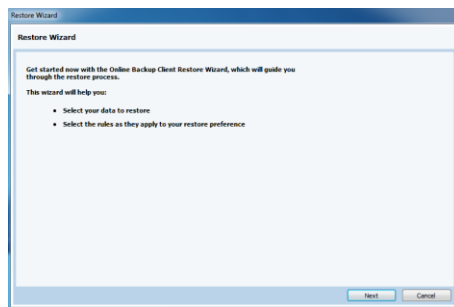 Restore Wizard
Restore Wizard
Get started now with the Online Backup Client Restore Wizard, which will guide you
through the restore process.
This wizard will help you:
• Select your data to restore
• Select the rules as they apply to your restore preference
Next Cancel